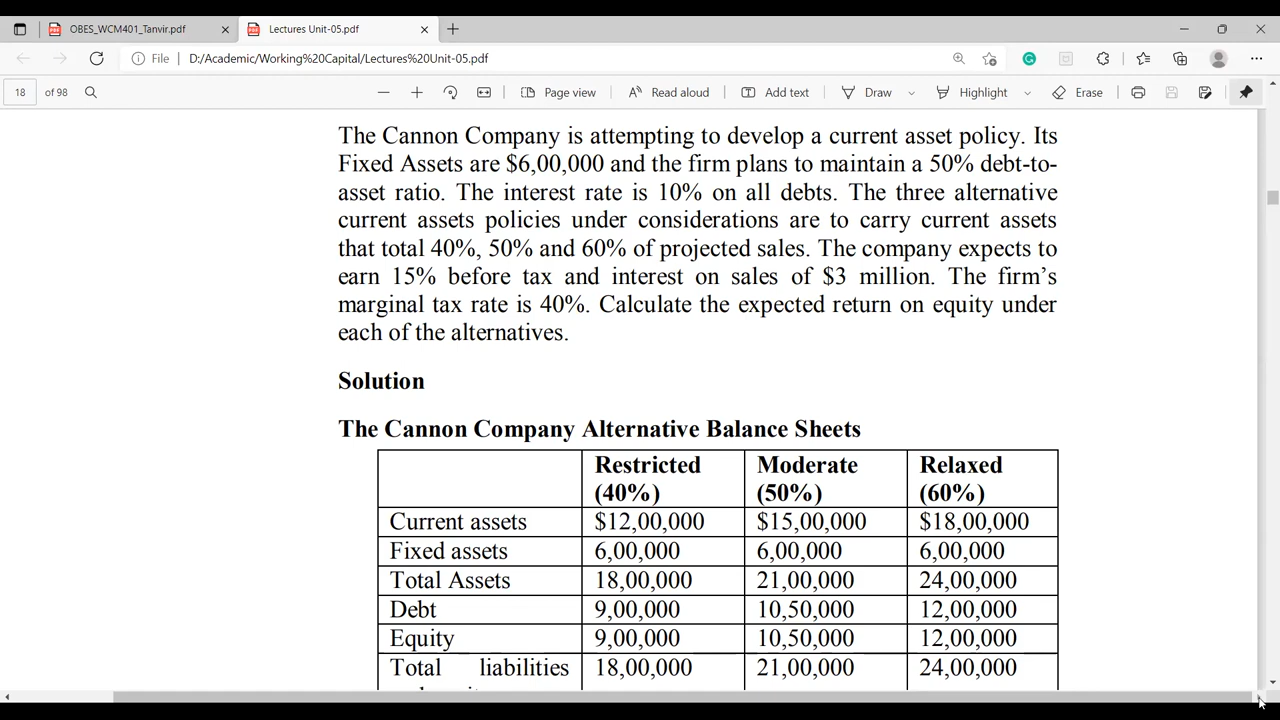 OBES_WCM401_Tanvir.pdf
Lectures Unit-05.pdf
File D:/Academic/Working%20Capital/Lectures%20Unit-05.pdf
18 of 98 Page view Read aloud Add text Draw Highlight Erase
The Cannon Company is attempting to develop a current asset policy. Its
Fixed Assets are $6,00,000 and the firm plans to maintain a 50% debt-to-
asset ratio. The interest rate is 10% on all debts. The three alternative
current assets policies under considerations are to carry current assets
that total 40%, 50% and 60% of projected sales. The company expects to
earn 15% before tax and interest on sales of $3 million. The firm's
marginal tax rate is 40%. Calculate the expected return on equity under
each of the alternatives.
Solution
The Cannon Company Alternative Balance Sheets
Restricted (40%) Moderate (50%) Relaxed (60%)
Current assets $12,00,000 $15,00,000 $18,00,000
Fixed assets 6,00,000 6,00,000 6,00,000
Total Assets 18,00,000 21,00,000 24,00,000
Debt 9,00,000 10,50,000 12,00,000
Equity 9,00,000 10,50,000 12,00,000
Total liabilities 18,00,000 21,00,000 24,00,000